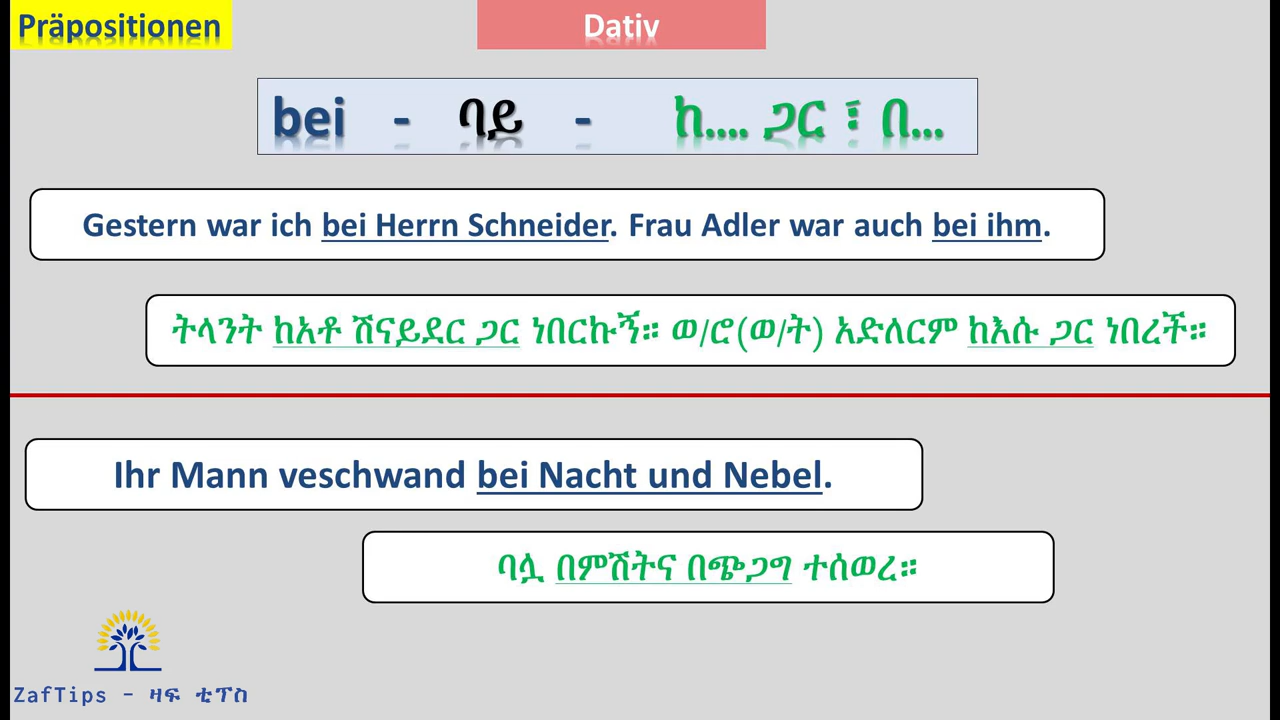 Präpositionen
Dativ
bei - ባይ - ከ.... ጋር ፣ በ...
Gestern war ich bei Herrn Schneider. Frau Adler war auch bei ihm.
ትላንት ከአቶ ሽናይደር ጋር ነበርኩኝ። ወ/ሮ(ወ/ት) አድለርም ከእሱ ጋር ነበረች።
Ihr Mann veschwand bei Nacht und Nebel.
ባሏ በምሽትና በጭጋግ ተሰወረ።
ZafTips - ዛፍ ቲፕስ